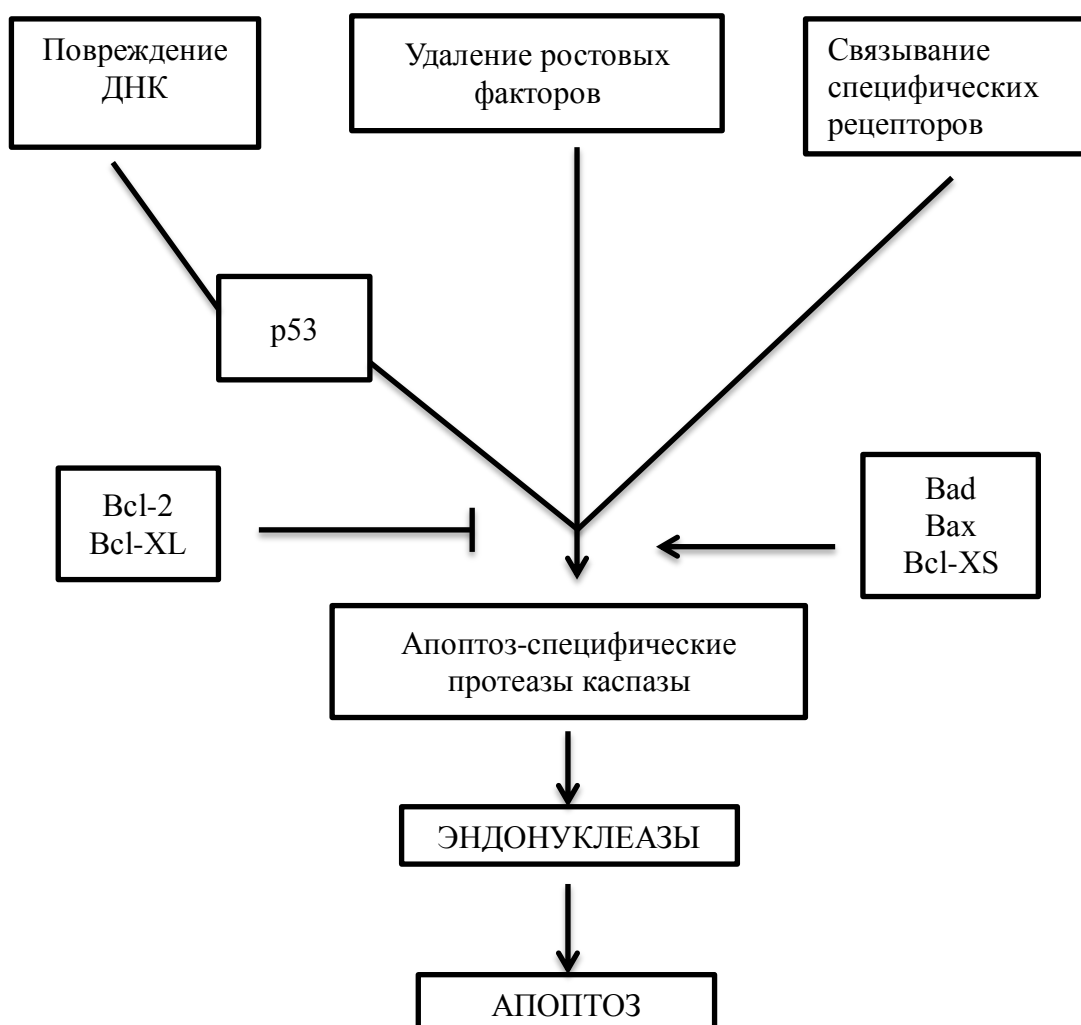 Повреждение
ДНК
Удаление ростовых
факторов
Связывание
специфических
рецепторов
p53
Bcl-2
Bcl-XL
Bad
Bax
Bcl-XS
Апоптоз-специфические
протеазы каспазы
ЭНДОНУКЛЕАЗЫ
АПОПТОЗ